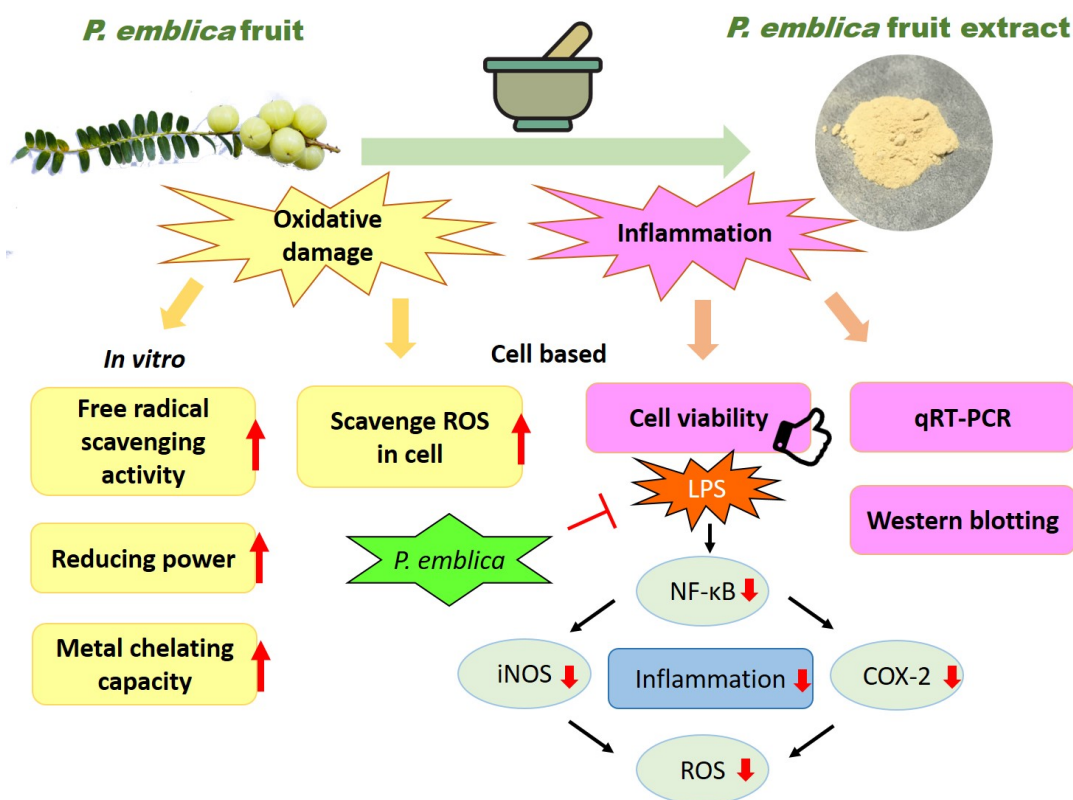 P. emblica fruit
P. emblica fruit extract
Oxidative
damage
Inflammation
In vitro
Cell based
Free radical
scavenging
activity
Scavenge ROS
in cell
Cell viability
qRT-PCR
LPS
Western blotting
Reducing power
P. emblica
NF-κB
Metal chelating
capacity
iNOS
Inflammation
COX-2
ROS